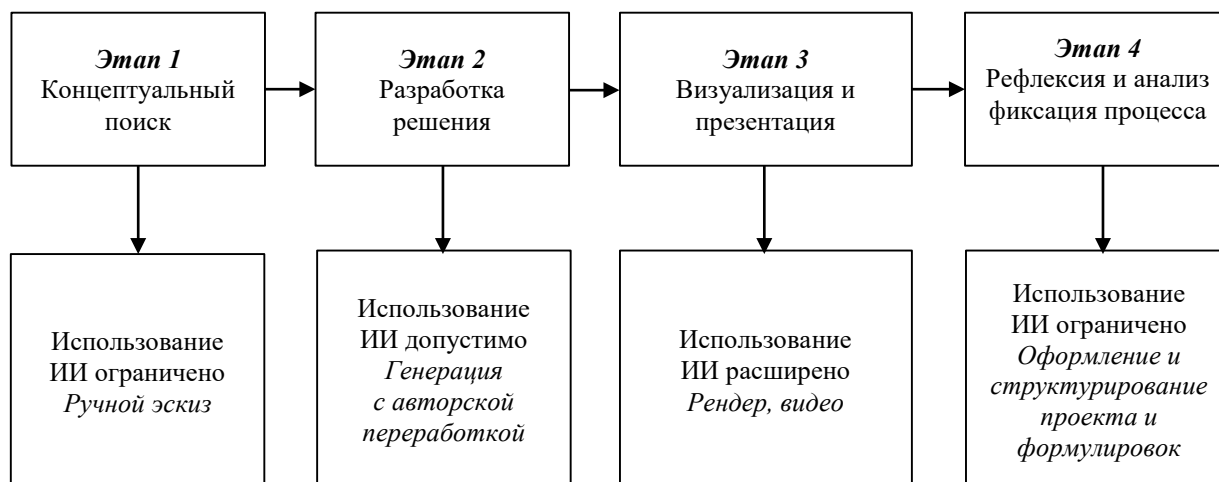 Этап 1
Концептуальный
поиск
Этап 2
Разработка
решения
Этап 3
Визуализация и
презентация
Этап 4
Рефлексия и анализ
фиксация процесса
Использование
ИИ ограничено
Ручной эскиз
Использование
ИИ допустимо
Генерация
с авторской
переработкой
Использование
ИИ расширено
Рендер, видео
Использование
ИИ ограничено
Оформление и
структурирование
проекта и
формулировок